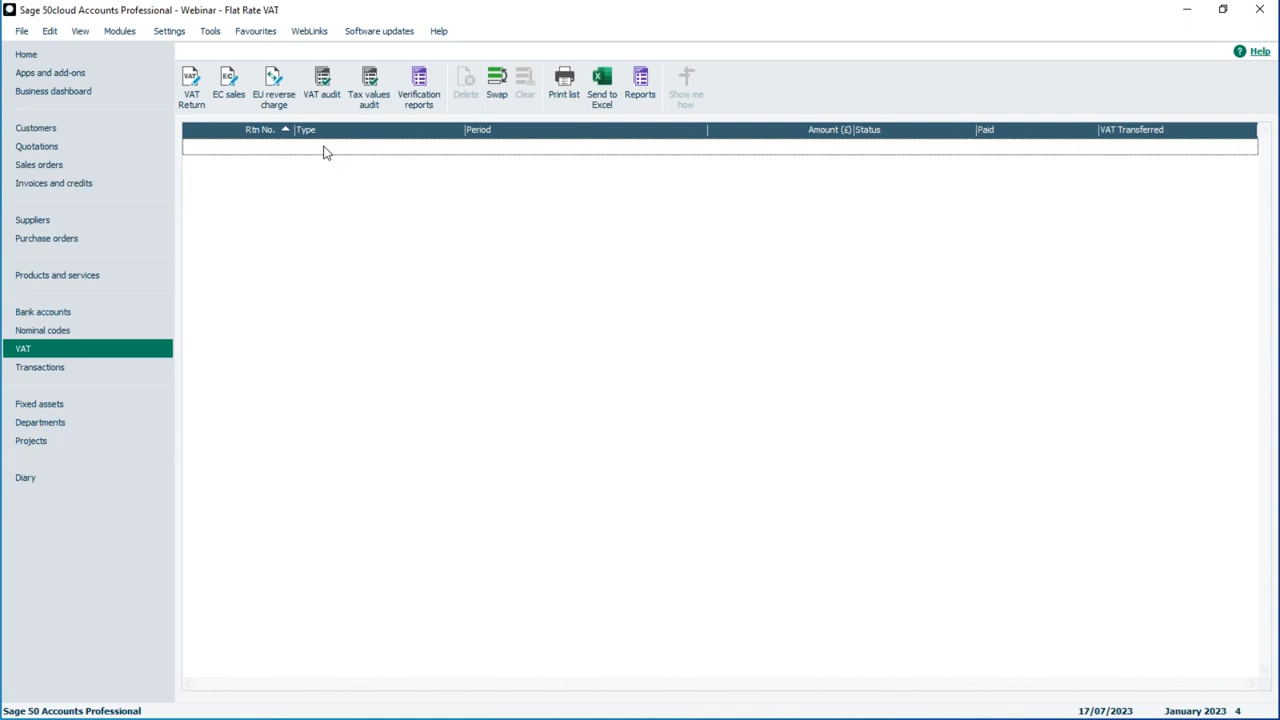 Sage 50cloud Accounts Professional - Webinar - Flat Rate VAT
File Edit View Modules Settings Tools Favourites WebLinks Software updates Help
? Help
VAT Return
EC sales
EU reverse charge
VAT audit
Tax values audit
Verification reports
Delete
Swap
Clear
Print list
Send to Excel
Reports
Show me how
Rtn No. Type Period Amount (£) Status Paid VAT Transferred
Home
Apps and add-ons
Business dashboard
Customers
Quotations
Sales orders
Invoices and credits
Suppliers
Purchase orders
Products and services
Bank accounts
Nominal codes
VAT
Transactions
Fixed assets
Departments
Projects
Diary
Sage 50 Accounts Professional 17/07/2023 January 2023 4